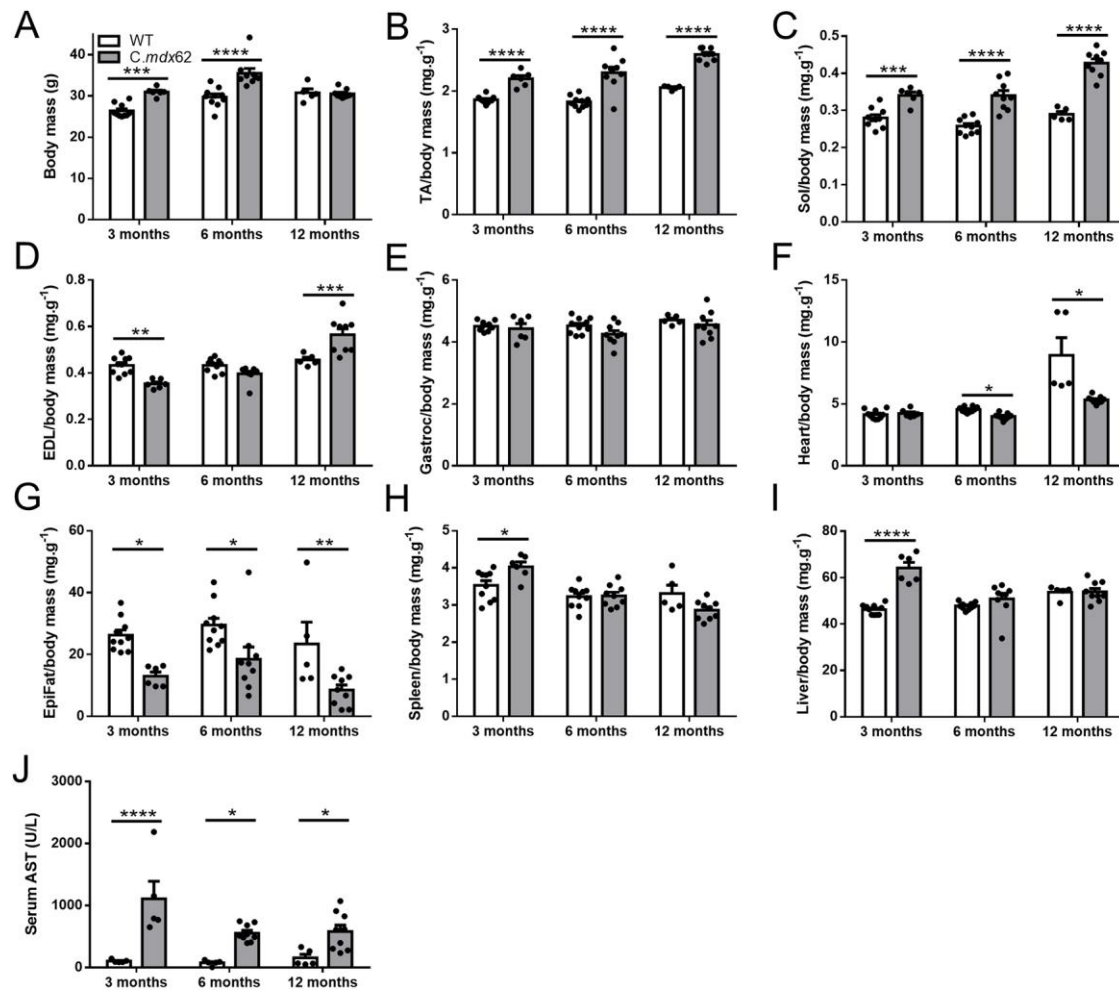 A
Body mass (g)
40
30
20
10
0
WT
C.mdx62
***
****
3 months
6 months
12 months
B
TA/body mass (mg.g⁻¹)
3
2
1
0
****
****
****
3 months
6 months
12 months
C
Sol/body mass (mg.g⁻¹)
0.5
0.4
0.3
0.2
0.1
0.0
***
****
****
3 months
6 months
12 months
D
EDL/body mass (mg.g⁻¹)
0.8
0.6
0.4
0.2
0.0
**
***
3 months
6 months
12 months
E
Gastroc/body mass (mg.g⁻¹)
6
4
2
0
3 months
6 months
12 months
F
Heart/body mass (mg.g⁻¹)
15
10
5
0
*
*
3 months
6 months
12 months
G
EpiFat/body mass (mg.g⁻¹)
60
40
20
0
*
*
**
3 months
6 months
12 months
H
Spleen/body mass (mg.g⁻¹)
5
4
3
2
1
0
*
3 months
6 months
12 months
I
Liver/body mass (mg.g⁻¹)
80
60
40
20
0
****
3 months
6 months
12 months
J
Serum AST (U/L)
3000
2000
1000
0
****
*
*
3 months
6 months
12 months